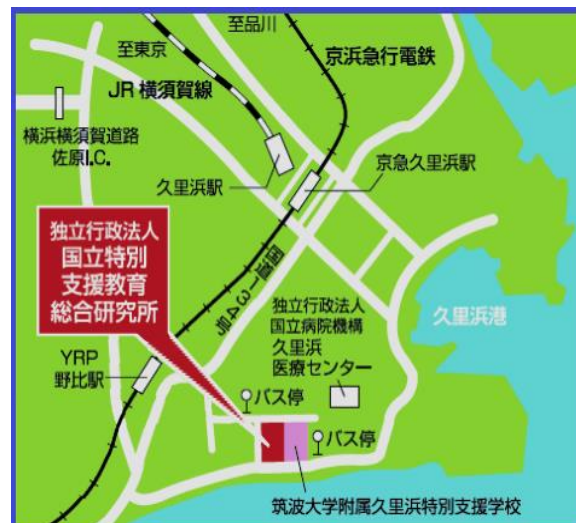 至品川
至東京
京浜急行電鉄
JR横須賀線
横浜横須賀道路
佐原I.C.
久里浜駅
京急久里浜駅
独立行政法人
国立特別
支援教育
総合研究所
国道134号
独立行政法人
国立病院機構
久里浜
医療センター
久里浜港
YRP
野比駅
バス停
バス停
筑波大学附属久里浜特別支援学校